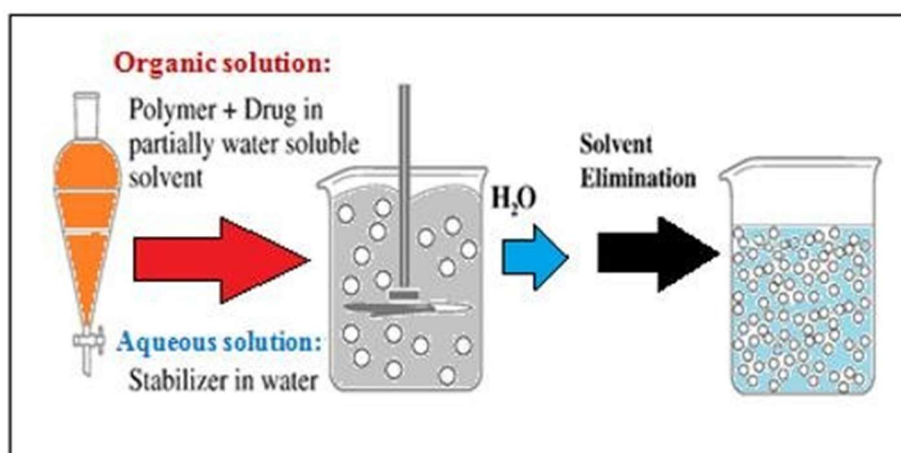 Organic solution:
Polymer + Drug in
partially water soluble
solvent
Aqueous solution:
Stabilizer in water
H₂O
Solvent
Elimination